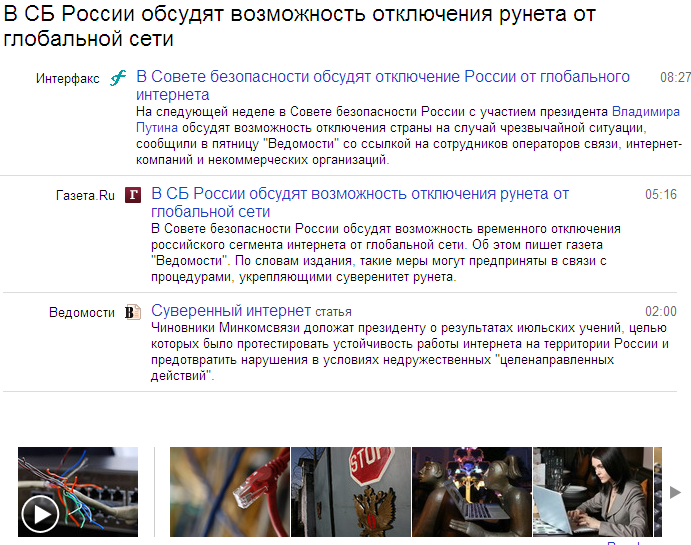 В СБ России обсудят возможность отключения рунета от
глобальной сети
Интерфакс
В Совете безопасности обсудят отключение России от глобального
интернета
08:27
На следующей неделе в Совете безопасности России с участием президента Владимира
Путина обсудят возможность отключения страны на случай чрезвычайной ситуации,
сообщили в пятницу "Ведомости" со ссылкой на сотрудников операторов связи, интернет-
компаний и некоммерческих организаций.
Газета.Ru
Г
В СБ России обсудят возможность отключения рунета от
глобальной сети
05:16
В Совете безопасности России обсудят возможность временного отключения
российского сегмента интернета от глобальной сети. Об этом пишет газета
"Ведомости". По словам издания, такие меры могут предприняты в связи с
процедурами, укрепляющими суверенитет рунета.
Ведомости
В
Суверенный интернет статья
02:00
Чиновники Минкомсвязи доложат президенту о результатах июльских учений, целью
которых было протестировать устойчивость работы интернета на территории России и
предотвратить нарушения в условиях недружественных "целенаправленных
действий".
STOP